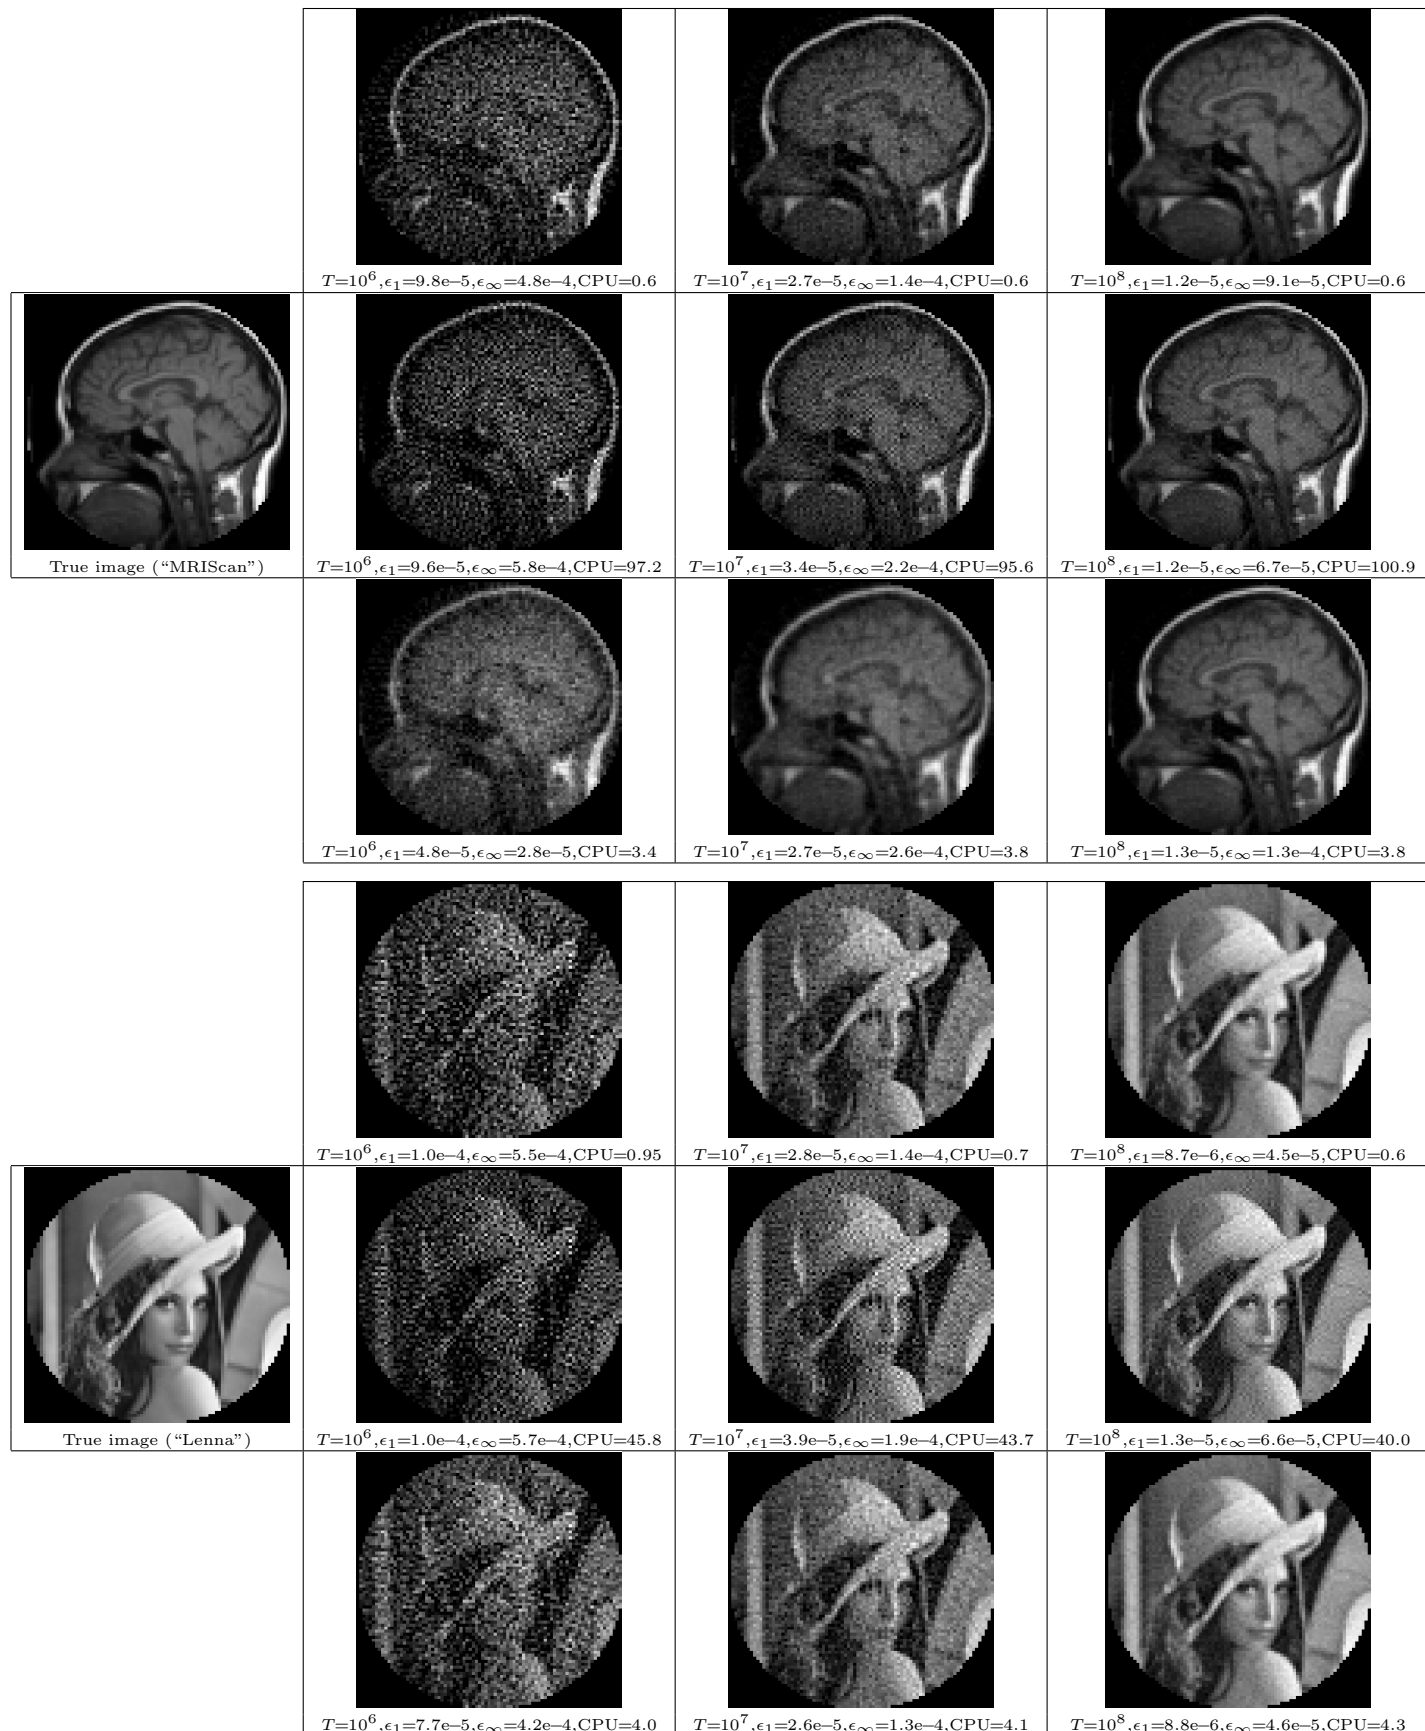 T=10^6,ϵ₁=9.8e–5,ϵ∞=4.8e–4,CPU=0.6 T=10^7,ϵ₁=2.7e–5,ϵ∞=1.4e–4,CPU=0.6 T=10^8,ϵ₁=1.2e–5,ϵ∞=9.1e–5,CPU=0.6
True image (“MRIScan”) T=10^6,ϵ₁=9.6e–5,ϵ∞=5.8e–4,CPU=97.2 T=10^7,ϵ₁=3.4e–5,ϵ∞=2.2e–4,CPU=95.6 T=10^8,ϵ₁=1.2e–5,ϵ∞=6.7e–5,CPU=100.9
T=10^6,ϵ₁=4.8e–5,ϵ∞=2.8e–5,CPU=3.4 T=10^7,ϵ₁=2.7e–5,ϵ∞=2.6e–4,CPU=3.8 T=10^8,ϵ₁=1.3e–5,ϵ∞=1.3e–4,CPU=3.8
T=10^6,ϵ₁=1.0e–4,ϵ∞=5.5e–4,CPU=0.95 T=10^7,ϵ₁=2.8e–5,ϵ∞=1.4e–4,CPU=0.7 T=10^8,ϵ₁=8.7e–6,ϵ∞=4.5e–5,CPU=0.6
True image (“Lenna”) T=10^6,ϵ₁=1.0e–4,ϵ∞=5.7e–4,CPU=45.8 T=10^7,ϵ₁=3.9e–5,ϵ∞=1.9e–4,CPU=43.7 T=10^8,ϵ₁=1.3e–5,ϵ∞=6.6e–5,CPU=40.0
T=10^6,ϵ₁=7.7e–5,ϵ∞=4.2e–4,CPU=4.0 T=10^7,ϵ₁=2.6e–5,ϵ∞=1.3e–4,CPU=4.1 T=10^8,ϵ₁=8.8e–6,ϵ∞=4.6e–5,CPU=4.3